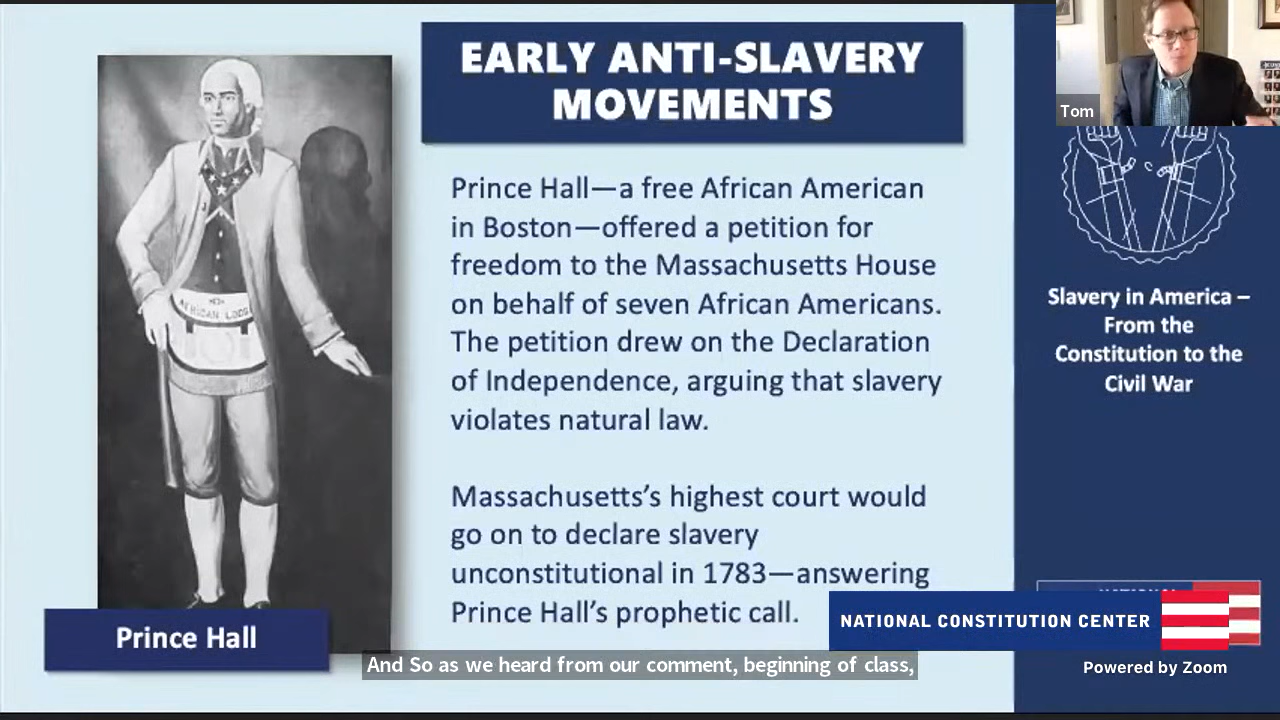 EARLY ANTI-SLAVERY
MOVEMENTS
Prince Hall—a free African American
in Boston—offered a petition for
freedom to the Massachusetts House
on behalf of seven African Americans.
The petition drew on the Declaration
of Independence, arguing that slavery
violates natural law.
Massachusetts's highest court would
go on to declare slavery
unconstitutional in 1783—answering
Prince Hall's prophetic call.
Prince Hall
Tom
Slavery in America –
From the
Constitution to the
Civil War
NATIONAL CONSTITUTION CENTER
Powered by Zoom
And So as we heard from our comment, beginning of class,